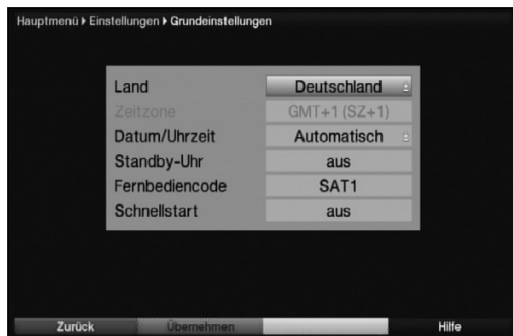 Hauptmenü Einstellungen Grundeinstellungen
Land Deutschland
Zeitzone GMT+1 (SZ+1)
Datum/Uhrzeit Automatisch
Standby-Uhr aus
Fernbediencode SAT1
Schnellstart aus
Zurück Übernehmen Hilfe